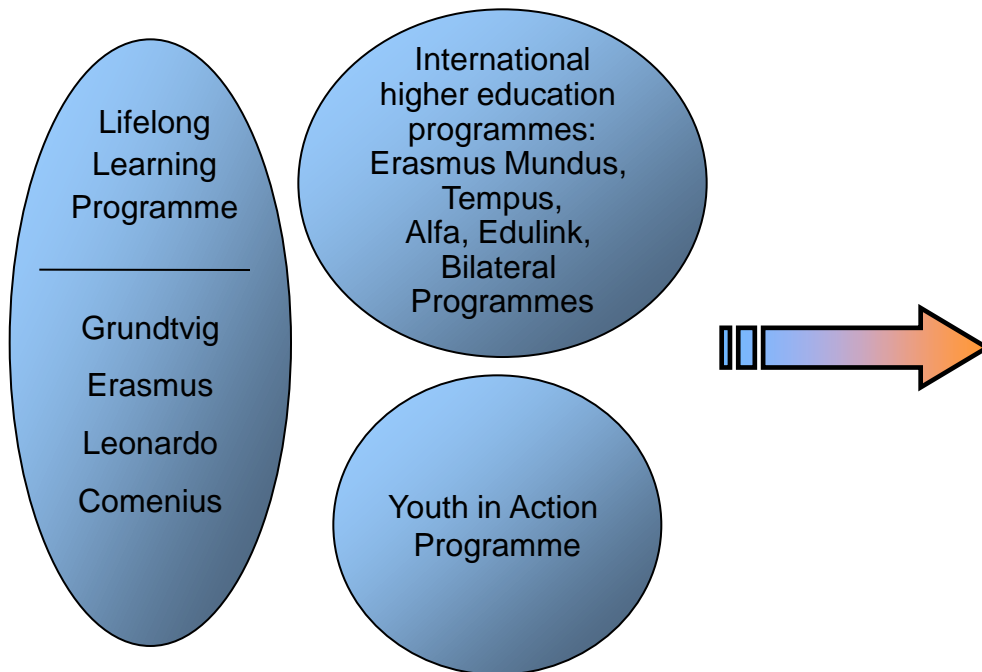 Lifelong
Learning
Programme
Grundtvig
Erasmus
Leonardo
Comenius
International
higher education
programmes:
Erasmus Mundus,
Tempus,
Alfa, Edulink,
Bilateral
Programmes
Youth in Action
Programme